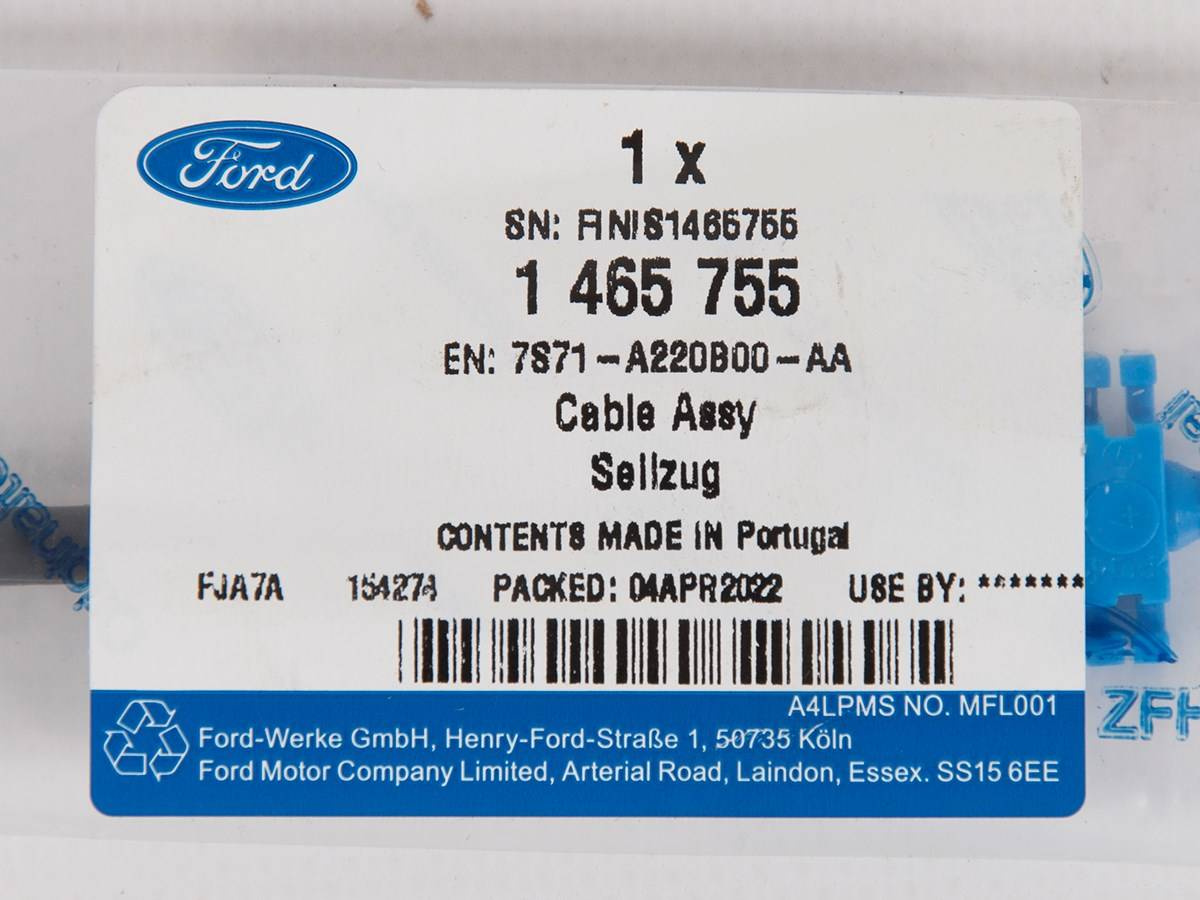 Ford
1 x
SN: FINIS1465755
1 465 755
EN: 7S71-A220B00-AA
Cable Assy
Seilzug
CONTENTS MADE IN Portugal
FJA7A 154274 PACKED: 04APR2022 USE BY: *******
A4LPMS NO. MFL001
Ford-Werke GmbH, Henry-Ford-Straße 1, 50735 Köln
Ford Motor Company Limited, Arterial Road, Laindon, Essex. SS15 6EE